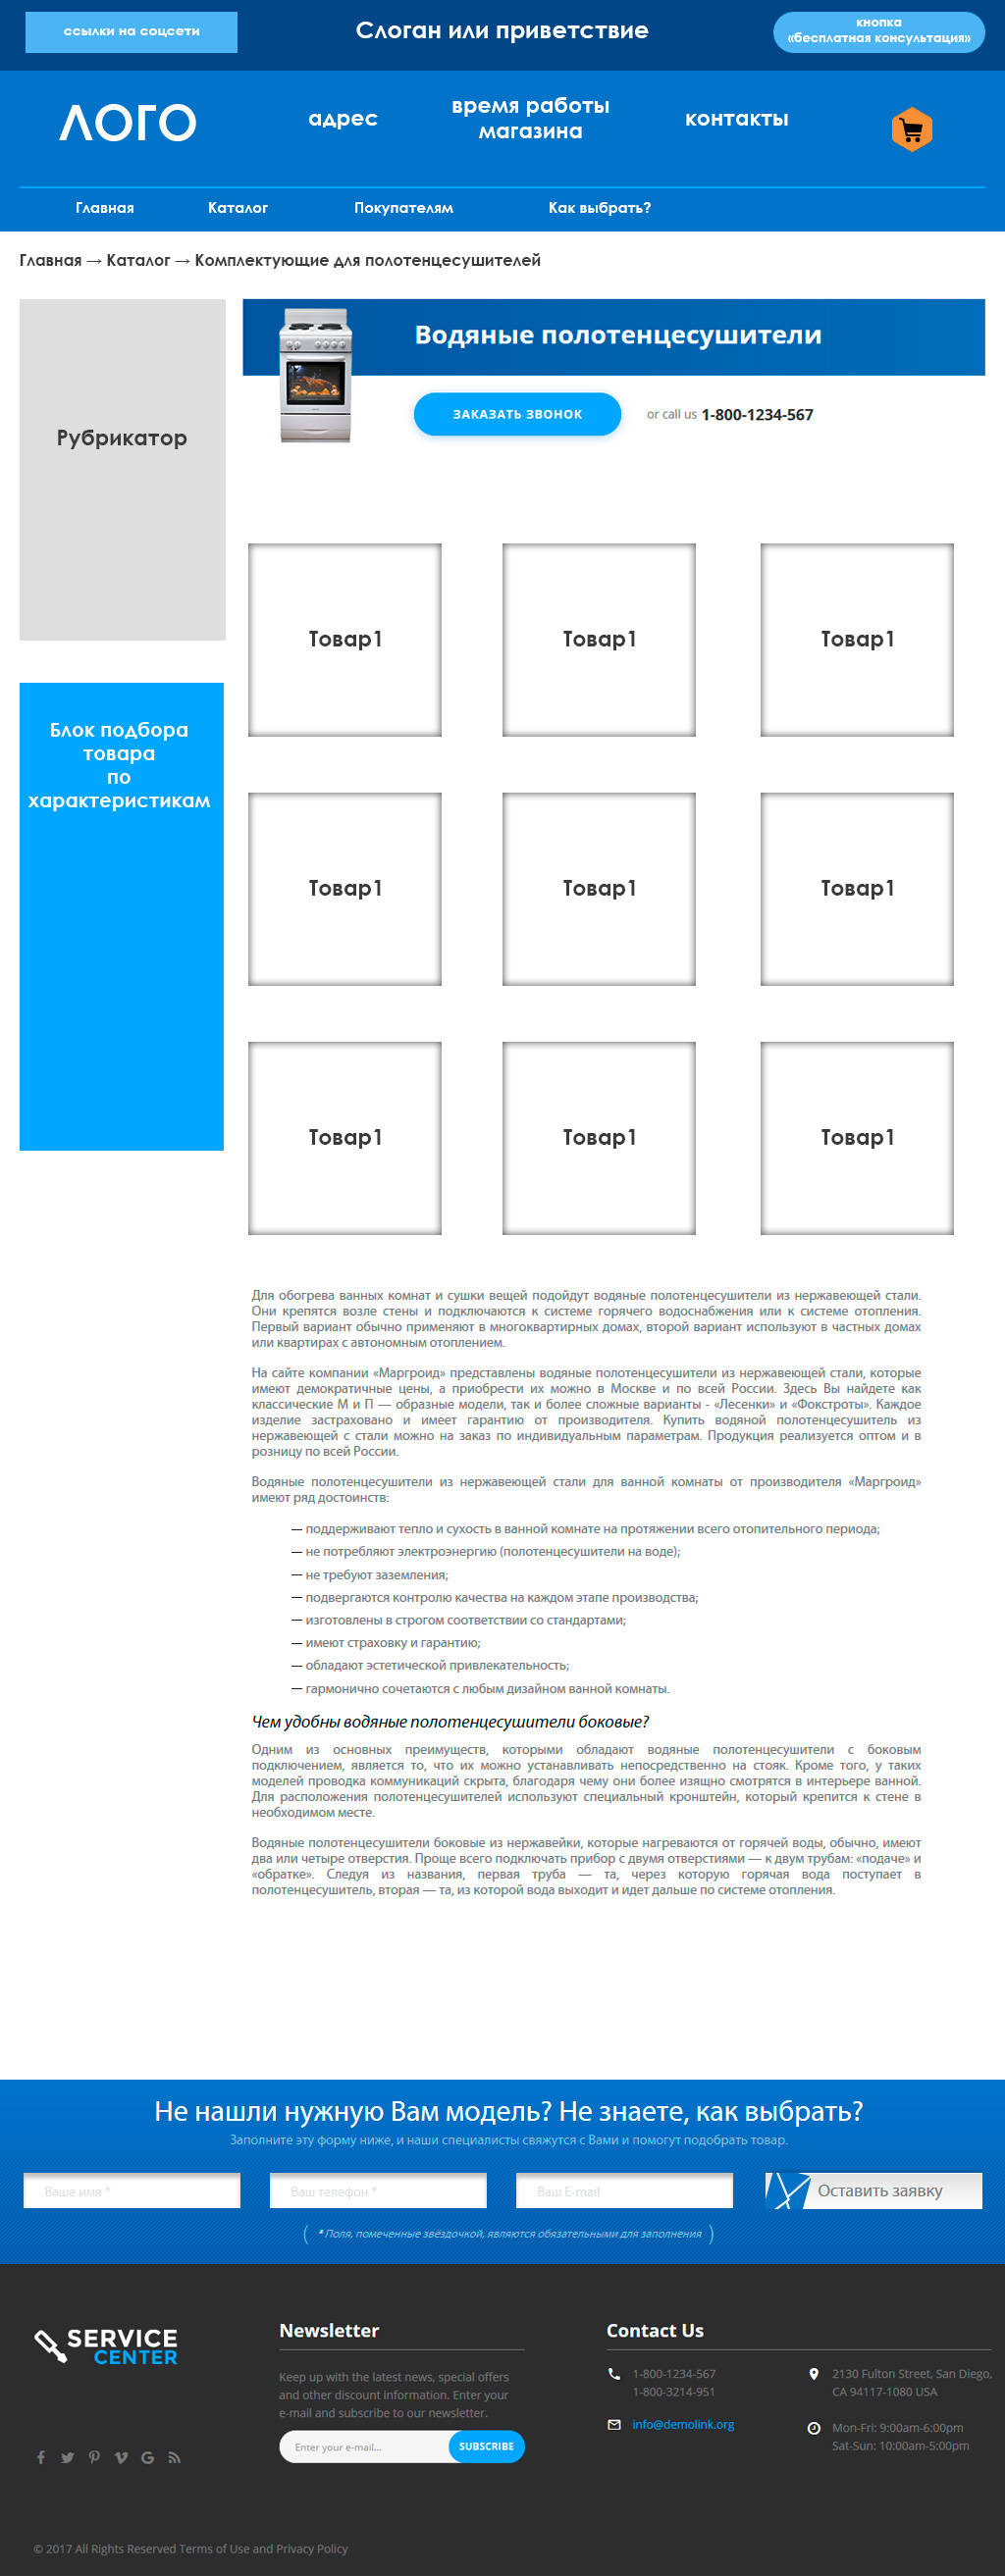 ссылки на соцсети
Слоган или приветствие
кнопка
«бесплатная консультация»
ЛОГО
адрес
время работы
магазина
контакты
Главная
Каталог
Покупателям
Как выбрать?
Главная → Каталог → Комплектующие для полотенцесушителей
Рубрикатор
Водяные полотенцесушители
ЗАКАЗАТЬ ЗВОНОК
or call us 1-800-1234-567
Блок подбора
товара
по
характеристикам
Товар1
Товар1
Товар1
Товар1
Товар1
Товар1
Товар1
Товар1
Товар1
Для обогрева ванных комнат и сушки вещей подойдут водяные полотенцесушители из нержавеющей стали.
Они крепятся возле стены и подключаются к системе горячего водоснабжения или к системе отопления.
Первый вариант обычно применяют в многоквартирных домах, второй вариант используют в частных домах
или квартирах с автономным отоплением.
На сайте компании «Маргроид» представлены водяные полотенцесушители из нержавеющей стали, которые
имеют демократичные цены, а приобрести их можно в Москве и по всей России. Здесь Вы найдете как
классические М и П — образные модели, так и более сложные варианты - «Лесенки» и «Фокстроты». Каждое
изделие застраховано и имеет гарантию от производителя. Купить водяной полотенцесушитель из
нержавеющей с стали можно на заказ по индивидуальным параметрам. Продукция реализуется оптом и в
розницу по всей России.
Водяные полотенцесушители из нержавеющей стали для ванной комнаты от производителя «Маргроид»
имеют ряд достоинств:
— поддерживают тепло и сухость в ванной комнате на протяжении всего отопительного периода;
— не потребляют электроэнергию (полотенцесушители на воде);
— не требуют заземления;
— подвергаются контролю качества на каждом этапе производства;
— изготовлены в строгом соответствии со стандартами;
— имеют страховку и гарантию;
— обладают эстетической привлекательность;
— гармонично сочетаются с любым дизайном ванной комнаты.
Чем удобны водяные полотенцесушители боковые?
Одним из основных преимуществ, которыми обладают водяные полотенцесушители с боковым
подключением, является то, что их можно устанавливать непосредственно на стояк. Кроме того, у таких
моделей проводка коммуникаций скрыта, благодаря чему они более изящно смотрятся в интерьере ванной.
Для расположения полотенцесушителей используют специальный кронштейн, который крепится к стене в
необходимом месте.
Водяные полотенцесушители боковые из нержавейки, которые нагреваются от горячей воды, обычно, имеют
два или четыре отверстия. Проще всего подключать прибор с двумя отверстиями — к двум трубам: «подаче» и
«обратке». Следуя из названия, первая труба — та, через которую горячая вода поступает в
полотенцесушитель, вторая — та, из которой вода выходит и идет дальше по системе отопления.
Не нашли нужную Вам модель? Не знаете, как выбрать?
Заполните эту форму ниже, и наши специалисты свяжутся с Вами и помогут подобрать товар.
Ваше имя *
Ваш телефон *
Ваш E-mail
Оставить заявку
( * Поля, помеченные звёздочкой, являются обязательными для заполнения )
SERVICE
CENTER
Newsletter
Keep up with the latest news, special offers
and other discount information. Enter your
e-mail and subscribe to our newsletter.
Enter your e-mail...
SUBSCRIBE
Contact Us
1-800-1234-567
1-800-3214-951
info@demolink.org
2130 Fulton Street, San Diego,
CA 94117-1080 USA
Mon-Fri: 9:00am-6:00pm
Sat-Sun: 10:00am-5:00pm
© 2017 All Rights Reserved Terms of Use and Privacy Policy